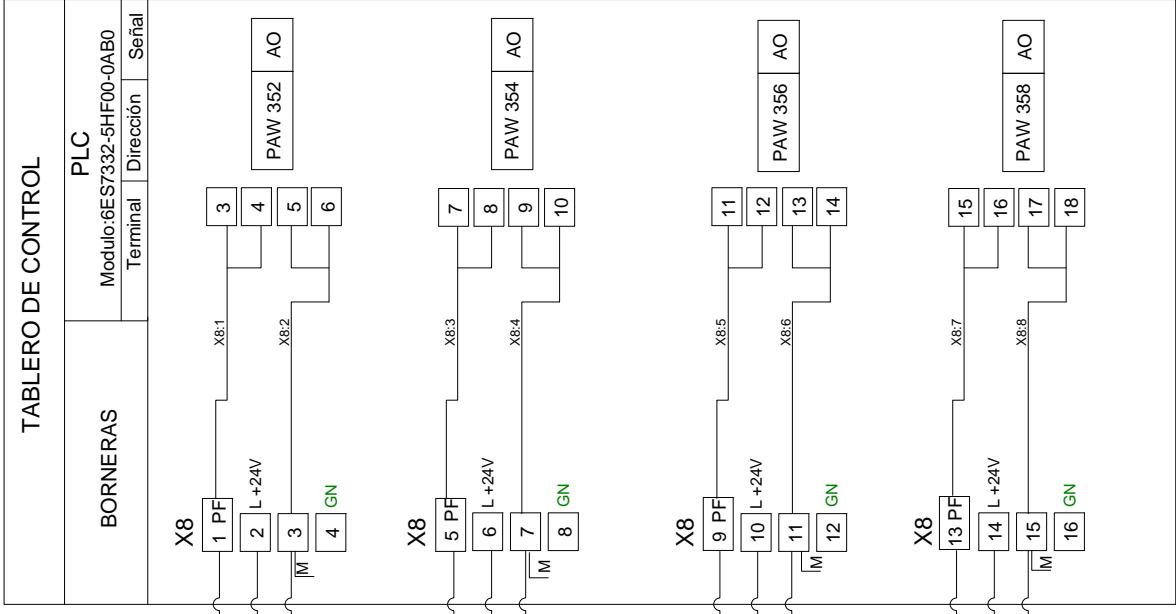 TABLERO DE CONTROL
BORNERAS
PLC
Modulo:6ES7332-5HF00-0AB0
Terminal
Dirección
Señal
X8
1 PF
2 L +24V
3
M
4 GN
X8:1
X8:2
3
4
5
6
PAW 352
AO
X8
5 PF
6 L +24V
7
M
8 GN
X8:3
X8:4
7
8
9
10
PAW 354
AO
X8
9 PF
10 L +24V
11
M
12 GN
X8:5
X8:6
11
12
13
14
PAW 356
AO
X8
13 PF
14 L +24V
15
M
16 GN
X8:7
X8:8
15
16
17
18
PAW 358
AO